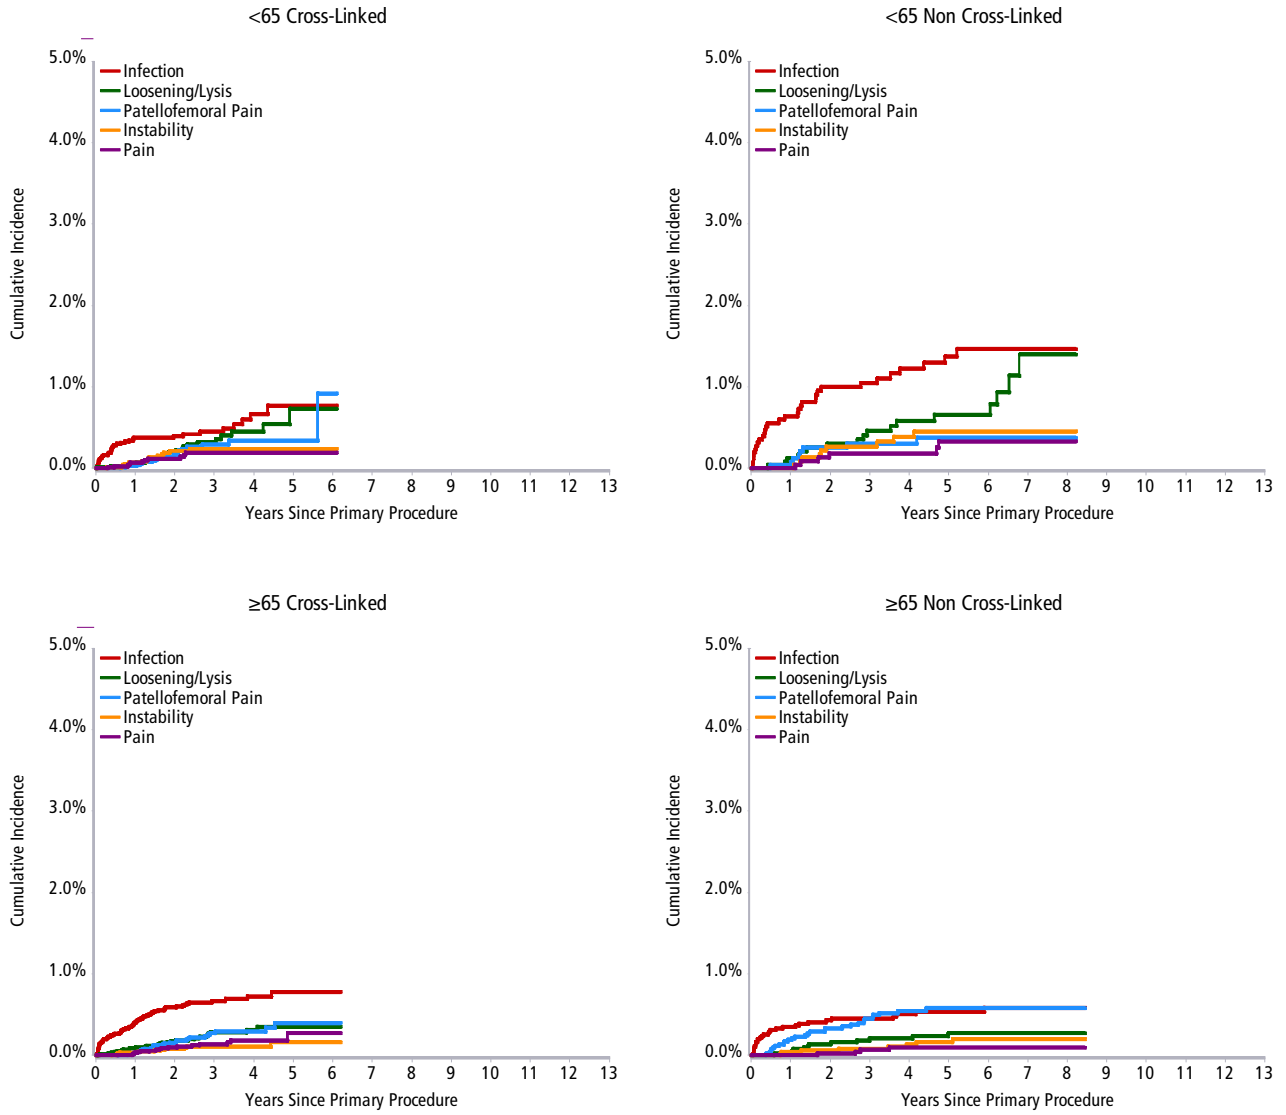 <65 Cross-Linked
5.0%
4.0%
3.0%
2.0%
1.0%
0.0%
Cumulative Incidence
Infection
Loosening/Lysis
Patellofemoral Pain
Instability
Pain
0 1 2 3 4 5 6 7 8 9 10 11 12 13
Years Since Primary Procedure
<65 Non Cross-Linked
5.0%
4.0%
3.0%
2.0%
1.0%
0.0%
Cumulative Incidence
Infection
Loosening/Lysis
Patellofemoral Pain
Instability
Pain
0 1 2 3 4 5 6 7 8 9 10 11 12 13
Years Since Primary Procedure
≥65 Cross-Linked
5.0%
4.0%
3.0%
2.0%
1.0%
0.0%
Cumulative Incidence
Infection
Loosening/Lysis
Patellofemoral Pain
Instability
Pain
0 1 2 3 4 5 6 7 8 9 10 11 12 13
Years Since Primary Procedure
≥65 Non Cross-Linked
5.0%
4.0%
3.0%
2.0%
1.0%
0.0%
Cumulative Incidence
Infection
Loosening/Lysis
Patellofemoral Pain
Instability
Pain
0 1 2 3 4 5 6 7 8 9 10 11 12 13
Years Since Primary Procedure